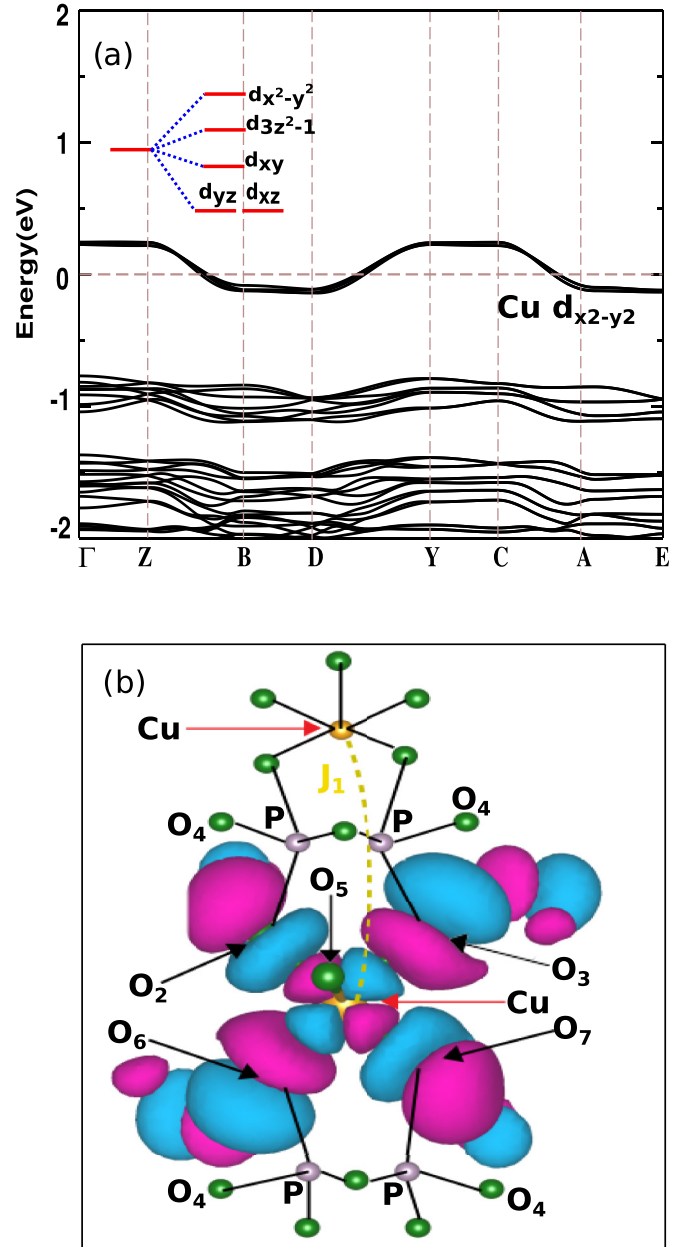 (a)
2
1
0
-1
-2
Energy(eV)
dx²-y²
d3z²-1
dxy
dyz dxz
Cu dx2-y2
Γ Z B D Y C A E
(b)
Cu
J1
O4 P P O4
O5
O2 O3
Cu
O6 O7
O4 P P O4